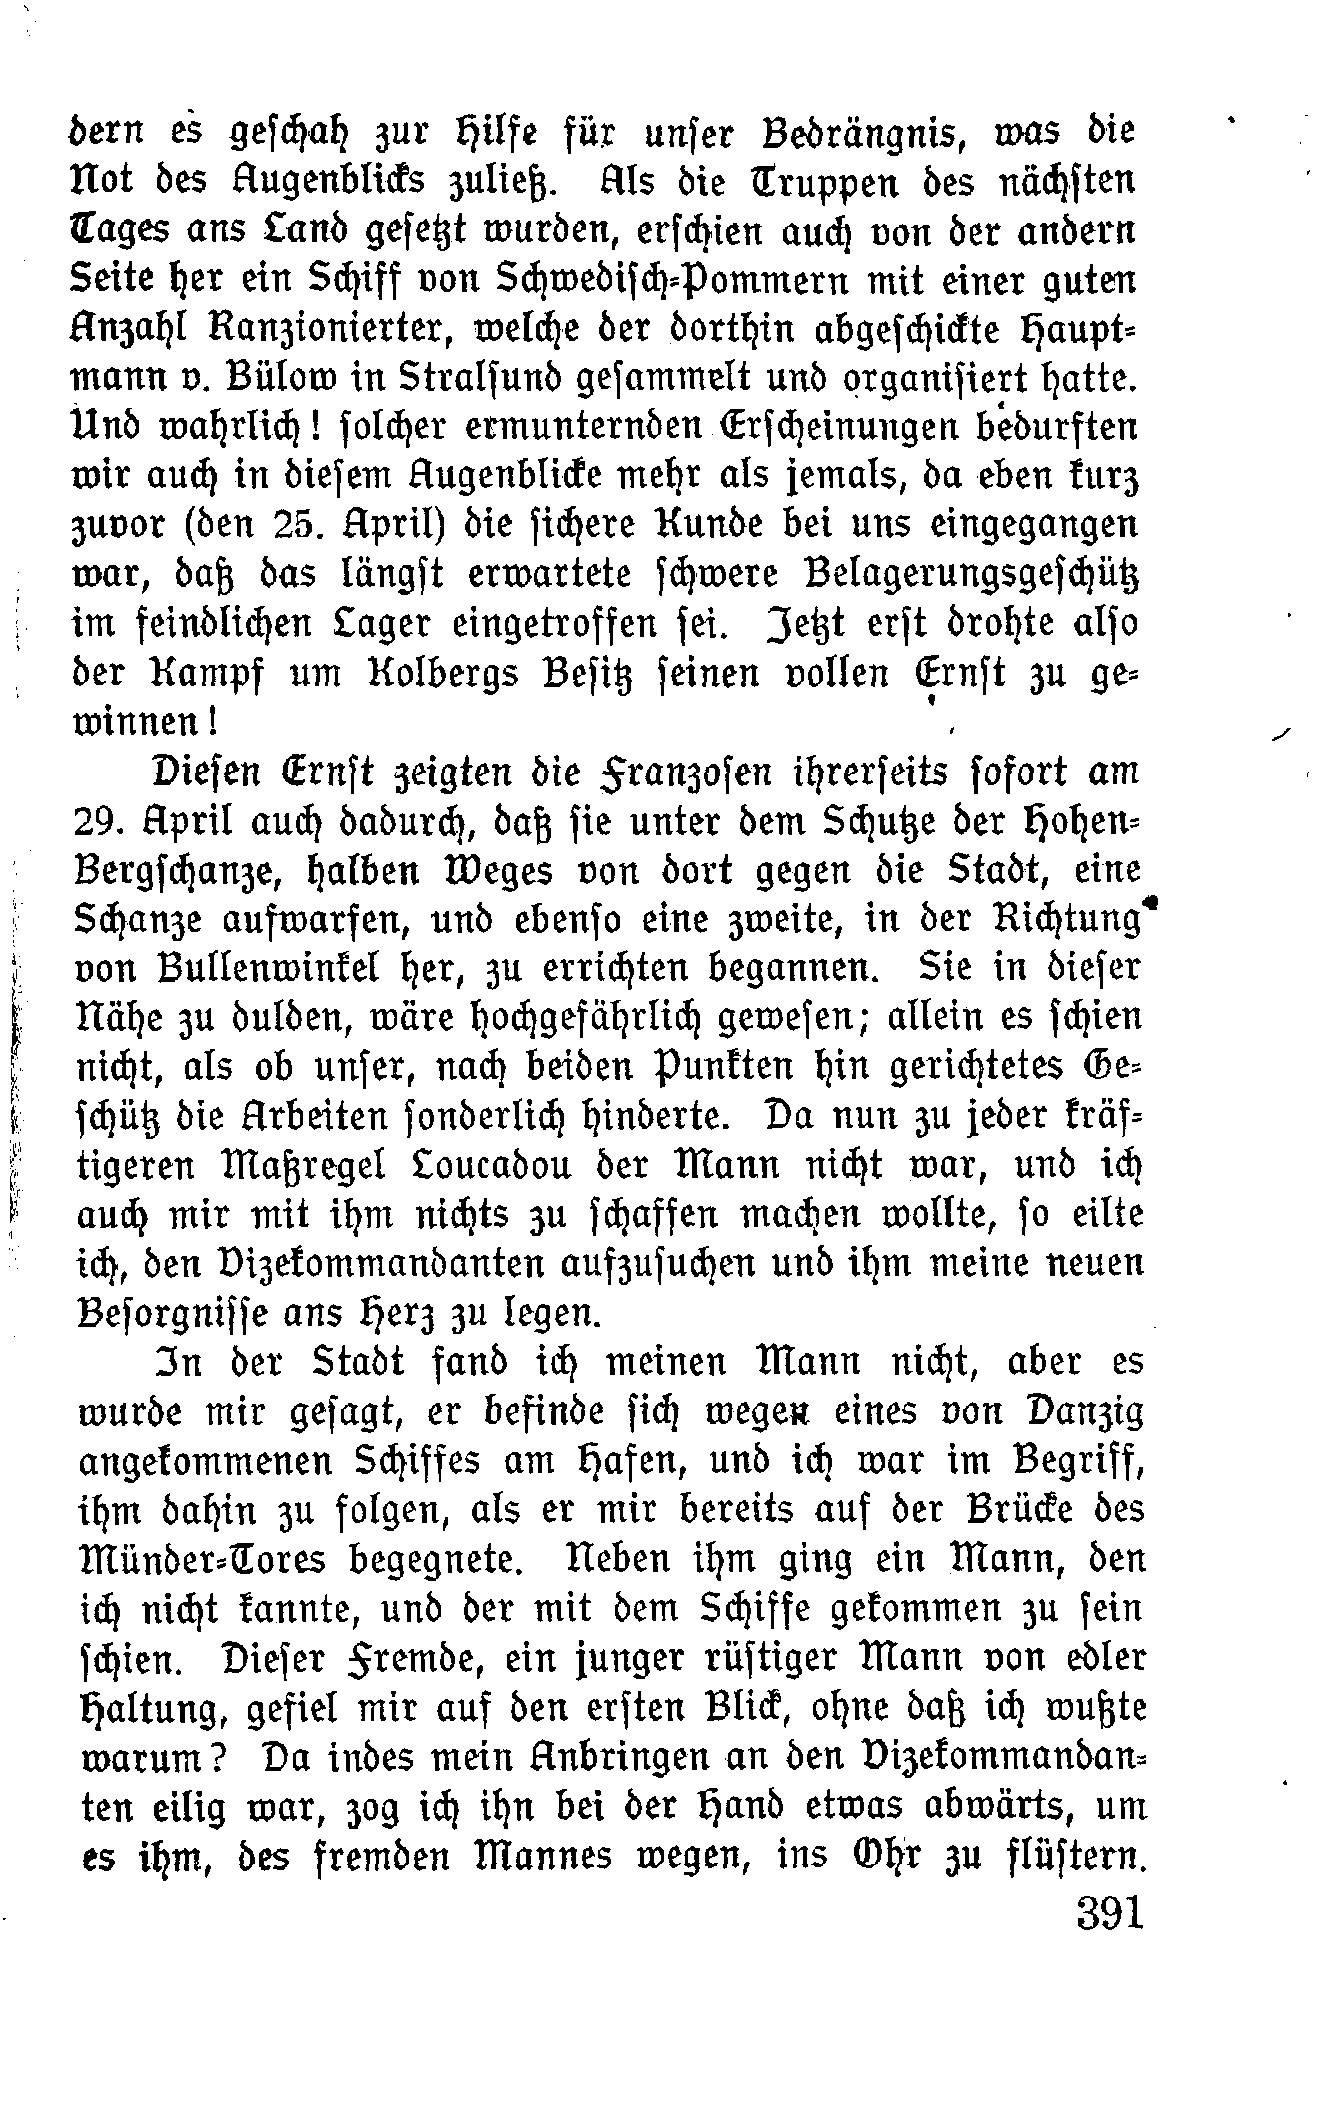 dern es geschah zur Hilfe für unser Bedrängnis, was die
Not des Augenblicks zuließ. Als die Truppen des nächsten
Tages ans Land gesetzt wurden, erschien auch von der andern
Seite her ein Schiff von Schwedisch-Pommern mit einer guten
Anzahl Ranzionierter, welche der dorthin abgeschickte Haupt-
mann v. Bülow in Stralsund gesammelt und organisiert hatte.
Und wahrlich! solcher ermunternden Erscheinungen bedurften
wir auch in diesem Augenblicke mehr als jemals, da eben kurz
zuvor (den 25. April) die sichere Kunde bei uns eingegangen
war, daß das längst erwartete schwere Belagerungsgeschütz
im feindlichen Lager eingetroffen sei. Jetzt erst drohte also
der Kampf um Kolbergs Besitz seinen vollen Ernst zu ge-
winnen!
Diesen Ernst zeigten die Franzosen ihrerseits sofort am
29. April auch dadurch, daß sie unter dem Schutze der Hohen-
Bergschanze, halben Weges von dort gegen die Stadt, eine
Schanze aufwarfen, und ebenso eine zweite, in der Richtung
von Bullenwinkel her, zu errichten begannen. Sie in dieser
Nähe zu dulden, wäre hochgefährlich gewesen; allein es schien
nicht, als ob unser, nach beiden Punkten hin gerichtetes Ge-
schütz die Arbeiten sonderlich hinderte. Da nun zu jeder kräf-
tigeren Maßregel Loucadou der Mann nicht war, und ich
auch mir mit ihm nichts zu schaffen machen wollte, so eilte
ich, den Vizekommandanten aufzusuchen und ihm meine neuen
Besorgnisse ans Herz zu legen.
In der Stadt fand ich meinen Mann nicht, aber es
wurde mir gesagt, er befinde sich wegen eines von Danzig
angekommenen Schiffes am Hafen, und ich war im Begriff,
ihm dahin zu folgen, als er mir bereits auf der Brücke des
Münder-Tores begegnete. Neben ihm ging ein Mann, den
ich nicht kannte, und der mit dem Schiffe gekommen zu sein
schien. Dieser Fremde, ein junger rüstiger Mann von edler
Haltung, gefiel mir auf den ersten Blick, ohne daß ich wußte
warum? Da indes mein Anbringen an den Vizekommandan-
ten eilig war, zog ich ihn bei der Hand etwas abwärts, um
es ihm, des fremden Mannes wegen, ins Ohr zu flüstern.
391